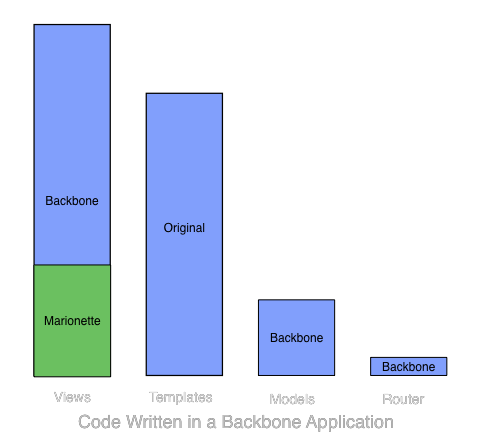 Backbone
Marionette
Original
Backbone
Backbone
Views
Templates
Models
Router
Code Written in a Backbone Application